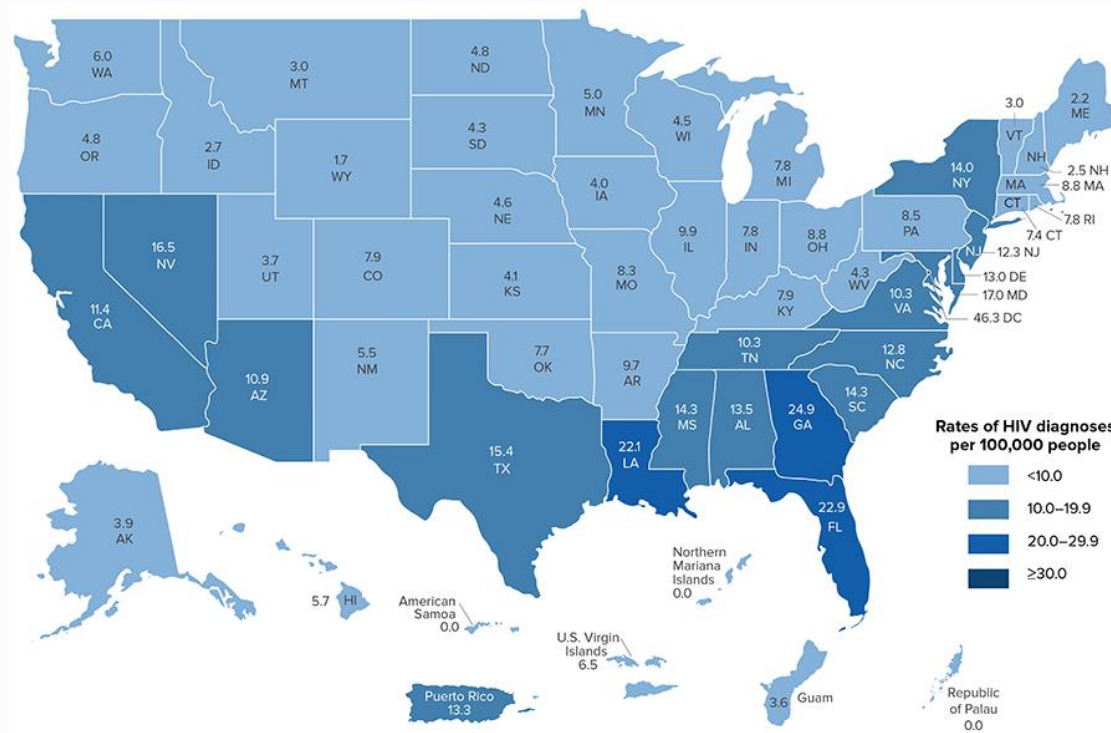 6.0
WA
3.0
MT
4.8
ND
5.0
MN
4.5
WI
7.8
MI
3.0
VT
2.2
ME
4.8
OR
2.7
ID
1.7
WY
4.3
SD
4.0
IA
14.0
NY
NH
2.5 NH
MA
8.8 MA
CT
7.8 RI
7.4 CT
4.6
NE
9.9
IL
7.8
IN
8.8
OH
8.5
PA
NJ
12.3 NJ
13.0 DE
17.0 MD
46.3 DC
16.5
NV
3.7
UT
7.9
CO
4.1
KS
8.3
MO
7.9
KY
4.3
WV
10.3
VA
11.4
CA
10.9
AZ
5.5
NM
7.7
OK
9.7
AR
10.3
TN
12.8
NC
14.3
SC
15.4
TX
22.1
LA
14.3
MS
13.5
AL
24.9
GA
22.9
FL
Rates of HIV diagnoses
per 100,000 people
<10.0
10.0–19.9
20.0–29.9
≥30.0
3.9
AK
5.7
HI
American
Samoa
0.0
Northern
Mariana
Islands
0.0
U.S. Virgin
Islands
6.5
Puerto Rico
13.3
3.6
Guam
Republic
of Palau
0.0